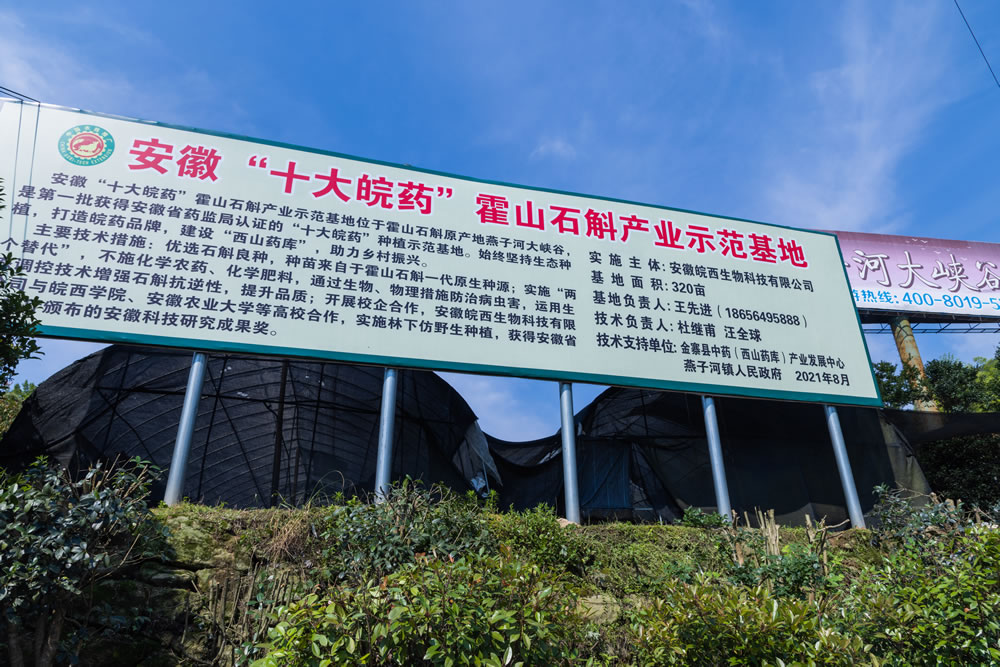 安徽“十大皖药”霍山石斛产业示范基地
安徽“十大皖药”霍山石斛产业示范基地位于霍山石斛原产地燕子河大峡谷，
是第一批获得安徽省药监局认证的“十大皖药”种植示范基地。始终坚持生态种
植，打造皖药品牌，建设“西山药库”，助力乡村振兴。
主要技术措施：优选石斛良种，种苗来自于霍山石斛一代原生种源；实施“两
个替代”，不施化学农药、化学肥料，通过生物、物理措施防治病虫害，运用生
调控技术增强石斛抗逆性，提升品质；开展校企合作，安徽皖西生物科技有限
司与皖西学院、安徽农业大学等高校合作，实施林下仿野生种植，获得安徽省
颁布的安徽科技研究成果奖。
实施主体：安徽皖西生物科技有限公司
基地面积：320亩
基地负责人：王先进（18656495888）
技术负责人：杜继甫 汪全球
技术支持单位：金寨县中药（西山药库）产业发展中心
燕子河镇人民政府 2021年8月
河大峡谷
热线：400-8019-5